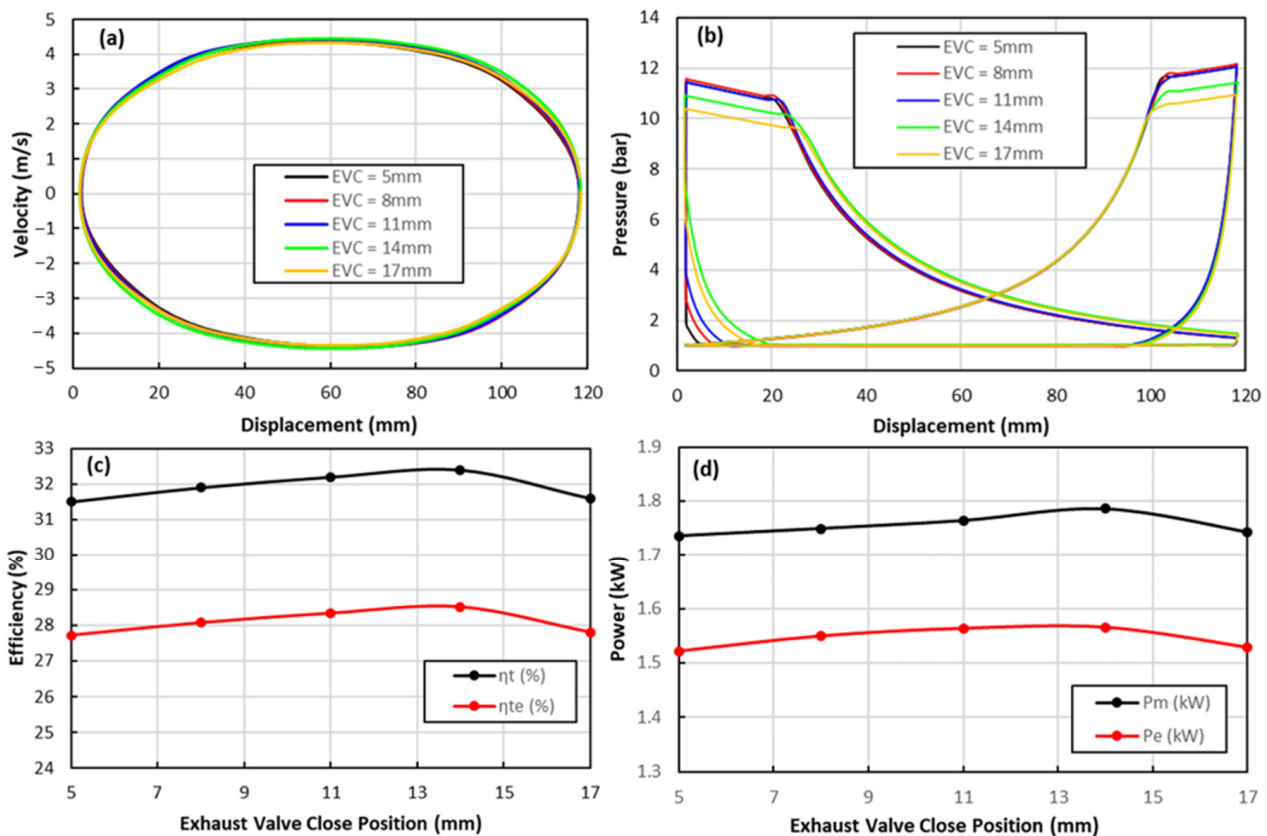 (a)
5
4
3
2
1
0
−1
−2
−3
−4
−5
Velocity (m/s)
EVC = 5mm
EVC = 8mm
EVC = 11mm
EVC = 14mm
EVC = 17mm
0 20 40 60 80 100 120
Displacement (mm)
(b)
14
12
10
8
6
4
2
0
Pressure (bar)
EVC = 5mm
EVC = 8mm
EVC = 11mm
EVC = 14mm
EVC = 17mm
0 20 40 60 80 100 120
Displacement (mm)
(c)
33
32
31
30
29
28
27
26
25
24
Efficiency (%)
ηt (%)
ηte (%)
5 7 9 11 13 15 17
Exhaust Valve Close Position (mm)
(d)
1.9
1.8
1.7
1.6
1.5
1.4
1.3
Power (kW)
Pm (kW)
Pe (kW)
5 7 9 11 13 15 17
Exhaust Valve Close Position (mm)